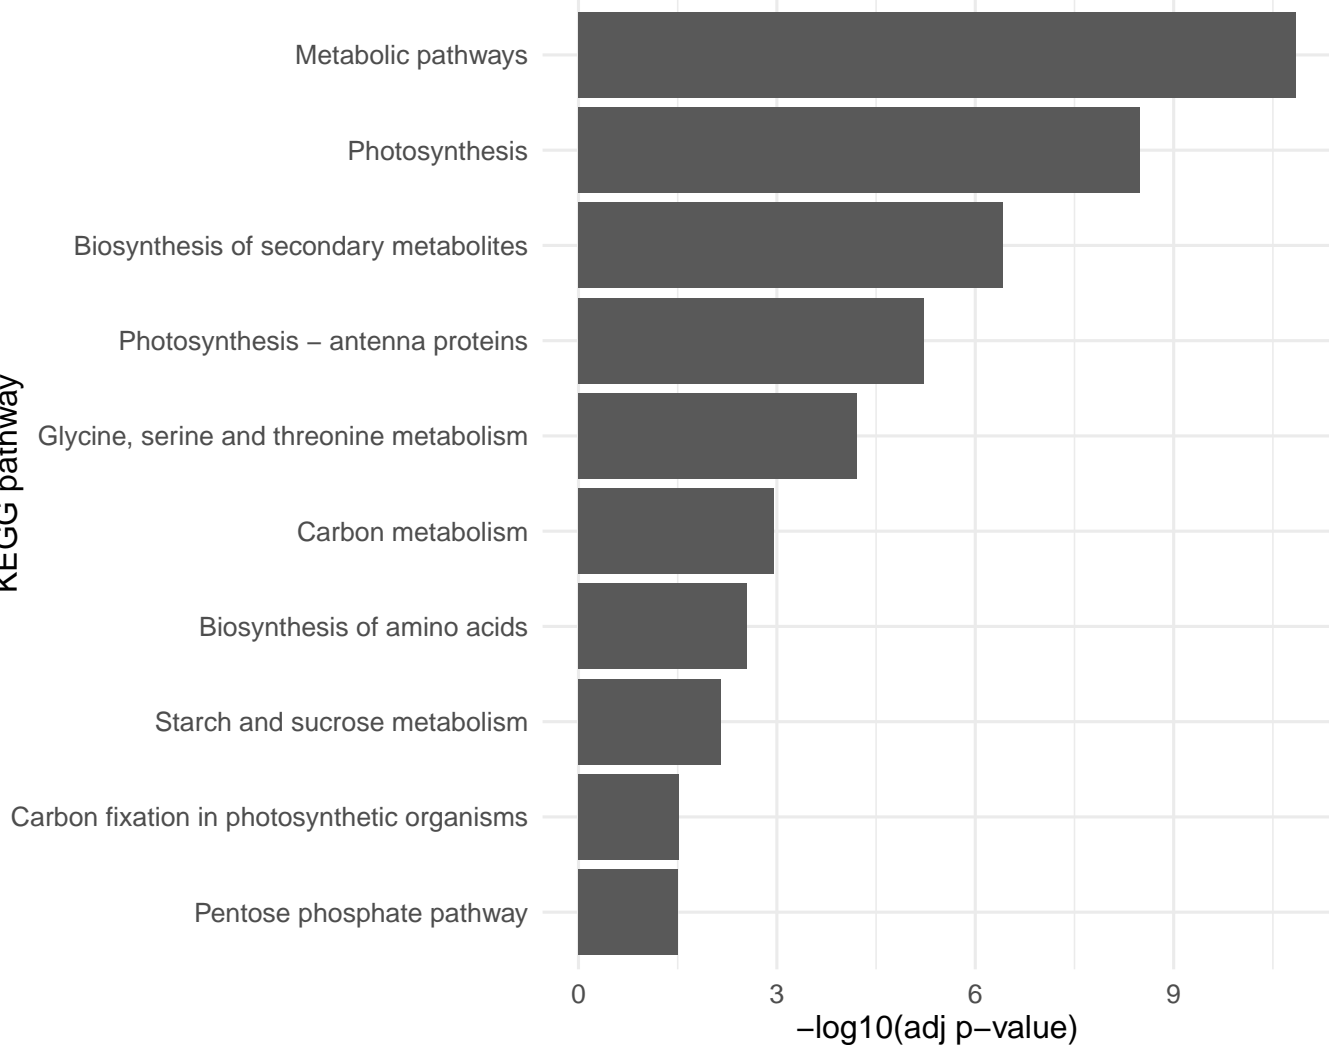 Metabolic pathways
Photosynthesis
Biosynthesis of secondary metabolites
Photosynthesis − antenna proteins
Glycine, serine and threonine metabolism
Carbon metabolism
Biosynthesis of amino acids
Starch and sucrose metabolism
Carbon fixation in photosynthetic organisms
Pentose phosphate pathway
KEGG pathway
0 3 6 9
−log10(adj p−value)